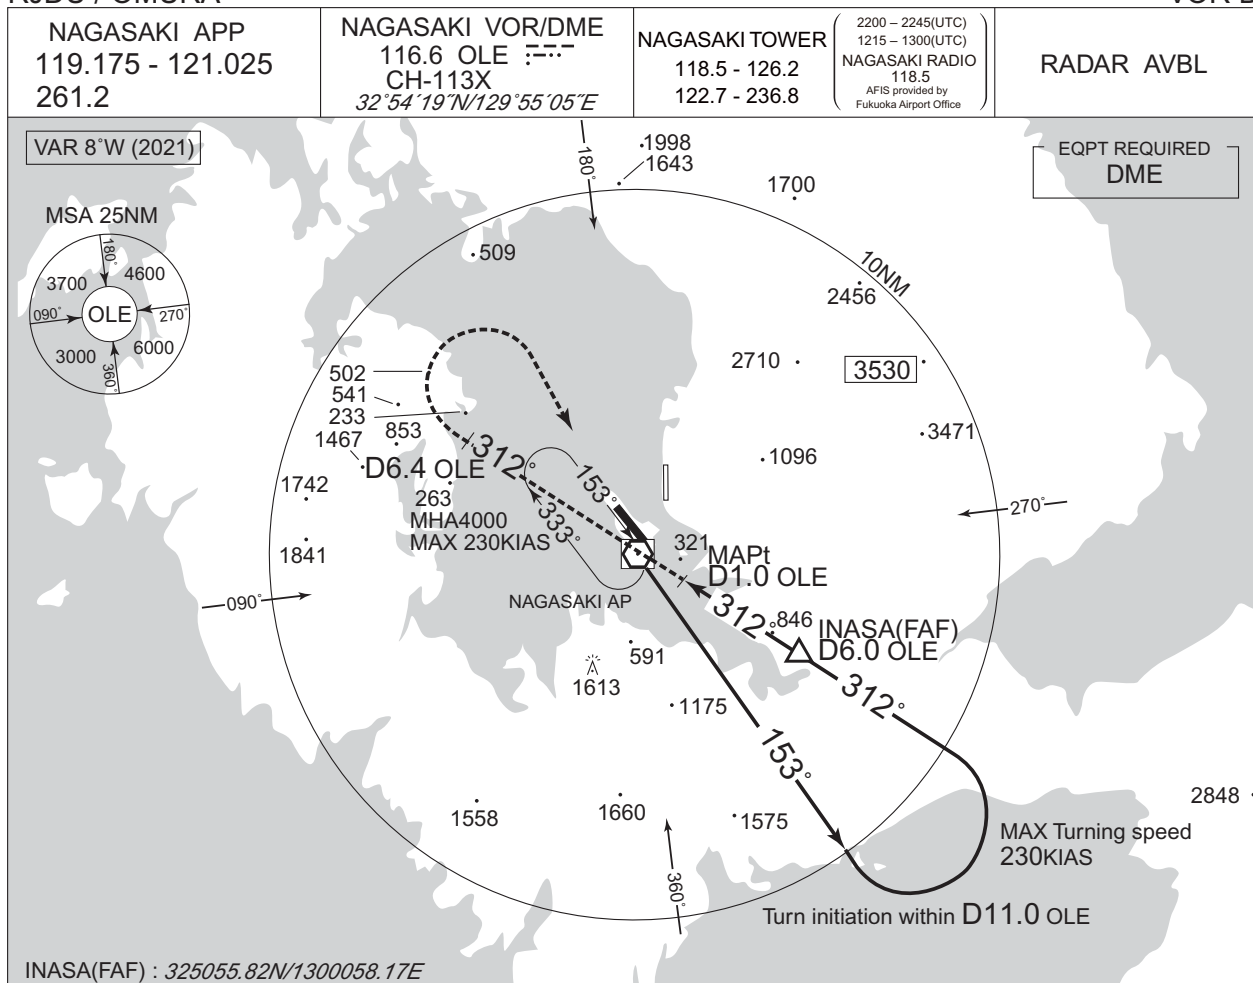 NAGASAKI APP
119.175 - 121.025
261.2
NAGASAKI VOR/DME
116.6 OLE
CH-113X
32°54´19˝N/129°55´05˝E
NAGASAKI TOWER
118.5 - 126.2
122.7 - 236.8
2200 – 2245(UTC)
1215 – 1300(UTC)
NAGASAKI RADIO
118.5
AFIS provided by
Fukuoka Airport Office
RADAR AVBL
VAR 8°W (2021)
EQPT REQUIRED
DME
MSA 25NM
180°
3700
4600
090°
OLE
270°
3000
6000
360°
180°
1998
1643
1700
509
10NM
2456
2710
3530
502
541
233
853
1467
3471
312°
D6.4 OLE
1096
153°
1742
263
MHA4000
MAX 230KIAS
333°
270°
1841
321
MAPt
D1.0 OLE
090°
NAGASAKI AP
312°
846
INASA(FAF)
D6.0 OLE
591
1613
312°
1175
153°
1558
1660
1575
2848
MAX Turning speed
230KIAS
360°
Turn initiation within D11.0 OLE
INASA(FAF) : 325055.82N/1300058.17E